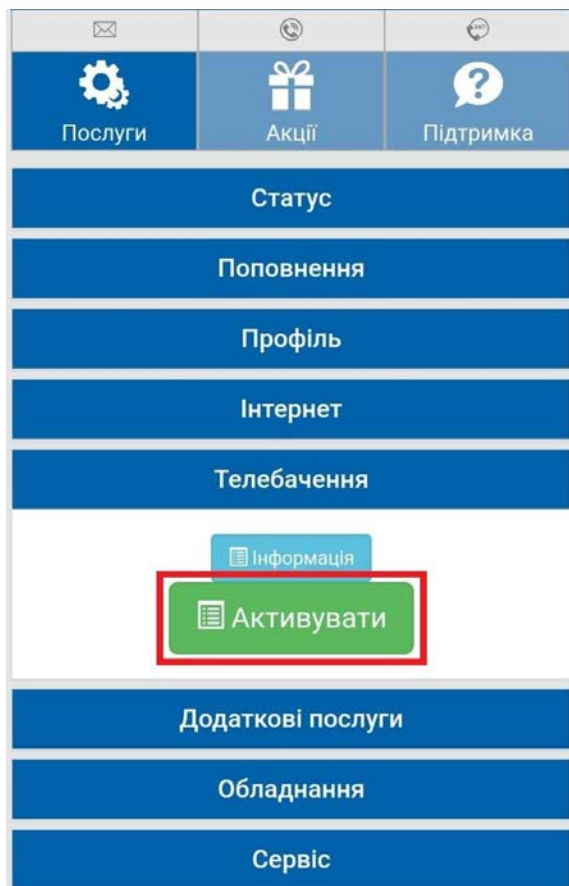 Послуги
Акції
Підтримка
Статус
Поповнення
Профіль
Інтернет
Телебачення
Інформація
Активувати
Додаткові послуги
Обладнання
Сервіс